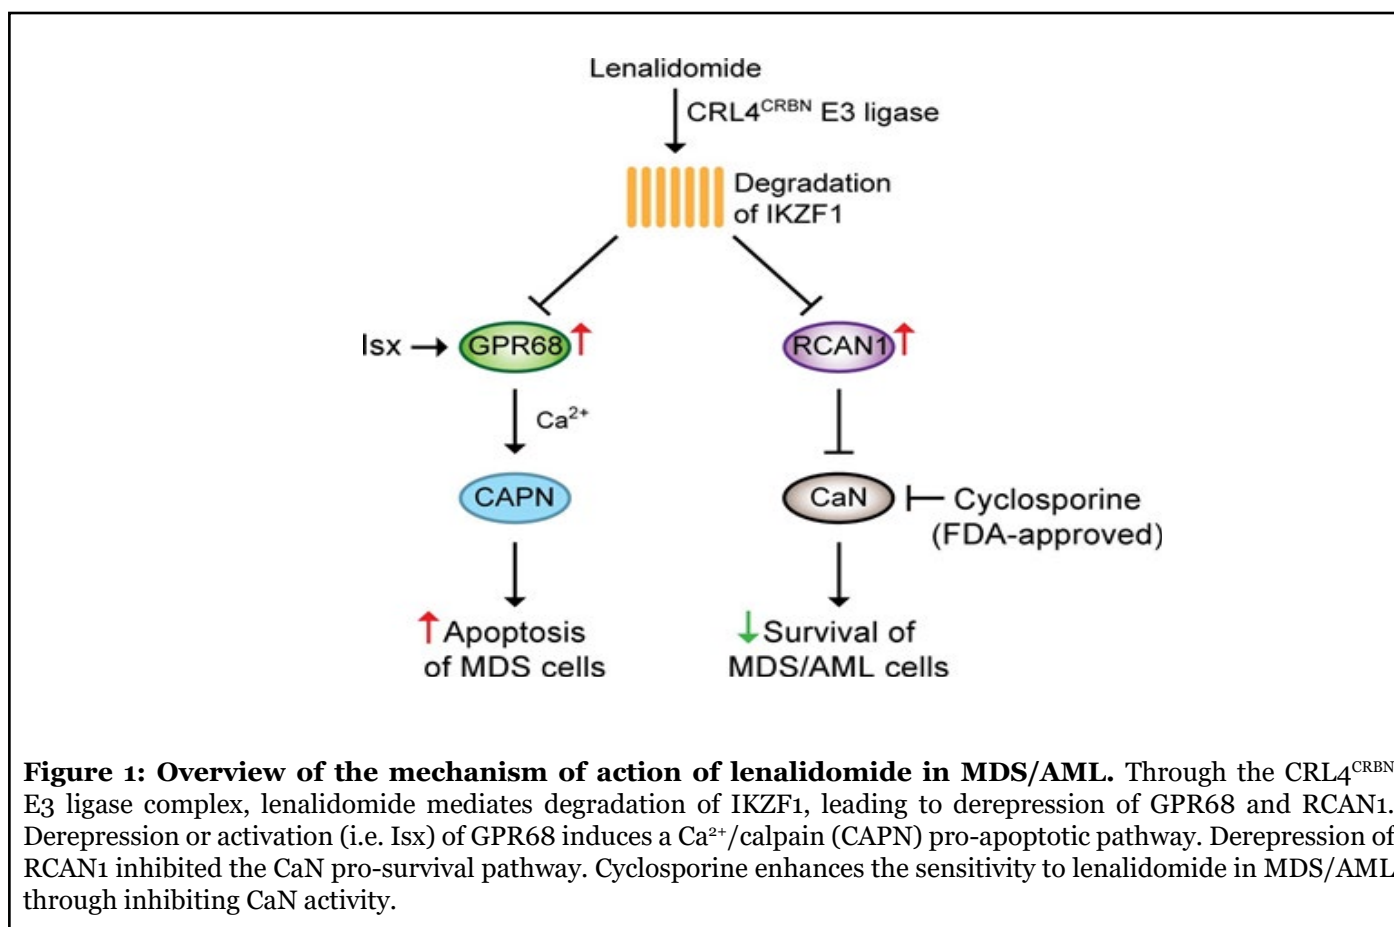 Lenalidomide
CRL4^CRBN E3 ligase
Degradation
of IKZF1
Isx
GPR68
RCAN1
Ca²⁺
CAPN
CaN
Cyclosporine
(FDA-approved)
Apoptosis
of MDS cells
Survival of
MDS/AML cells
Figure 1: Overview of the mechanism of action of lenalidomide in MDS/AML. Through the CRL4^CRBN
E3 ligase complex, lenalidomide mediates degradation of IKZF1, leading to derepression of GPR68 and RCAN1.
Derepression or activation (i.e. Isx) of GPR68 induces a Ca²⁺/calpain (CAPN) pro-apoptotic pathway. Derepression of
RCAN1 inhibited the CaN pro-survival pathway. Cyclosporine enhances the sensitivity to lenalidomide in MDS/AML
through inhibiting CaN activity.